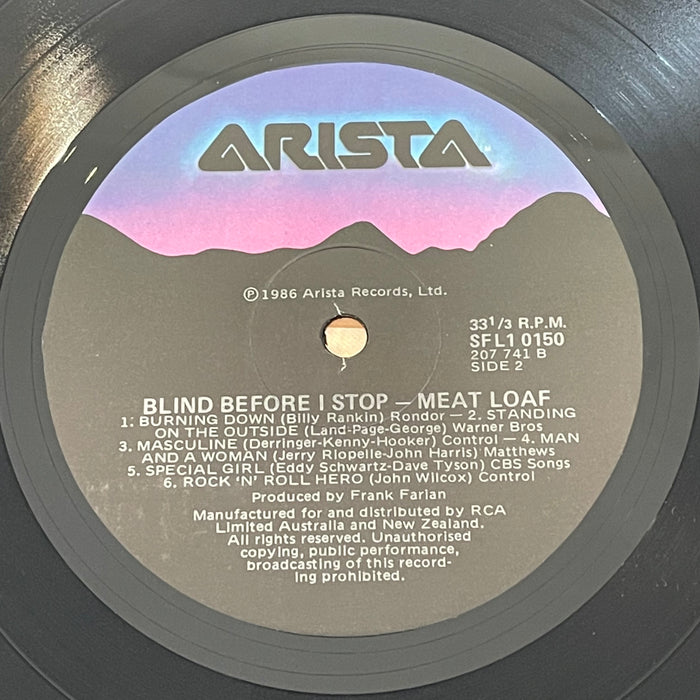 ARISTA
℗ 1986 Arista Records, Ltd.
33 1/3 R.P.M.
SFL1 0150
207 741 B
SIDE 2
BLIND BEFORE I STOP – MEAT LOAF
1: BURNING DOWN (Billy Rankin) Rondor – 2. STANDING
ON THE OUTSIDE (Land-Page-George) Warner Bros
3. MASCULINE (Derringer-Kenny-Hooker) Control – 4. MAN
AND A WOMAN (Jerry Riopelle-John Harris) Matthews
5. SPECIAL GIRL (Eddy Schwartz-Dave Tyson) CBS Songs
6. ROCK 'N' ROLL HERO (John Wilcox) Control
Produced by Frank Farian
Manufactured for and distributed by RCA
Limited Australia and New Zealand.
All rights reserved. Unauthorised
copying, public performance,
broadcasting of this record-
ing prohibited.